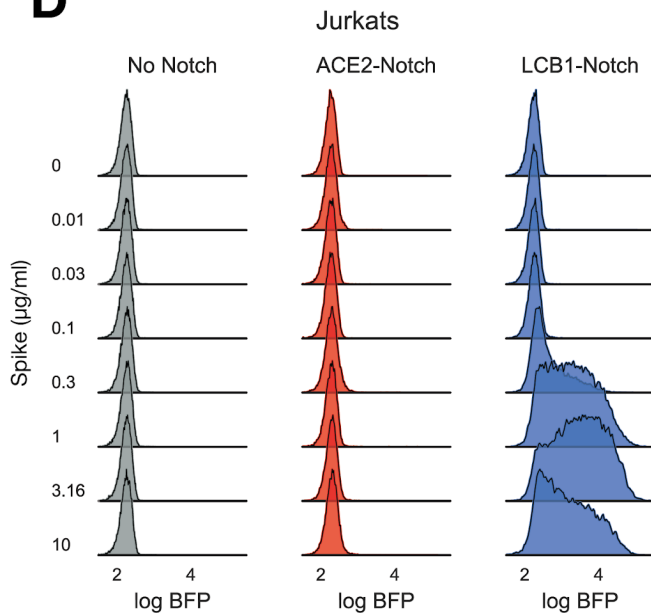 D
Jurkats
No Notch ACE2-Notch LCB1-Notch
Spike (µg/ml)
0
0.01
0.03
0.1
0.3
1
3.16
10
2 4 2 4 2 4
log BFP log BFP log BFP